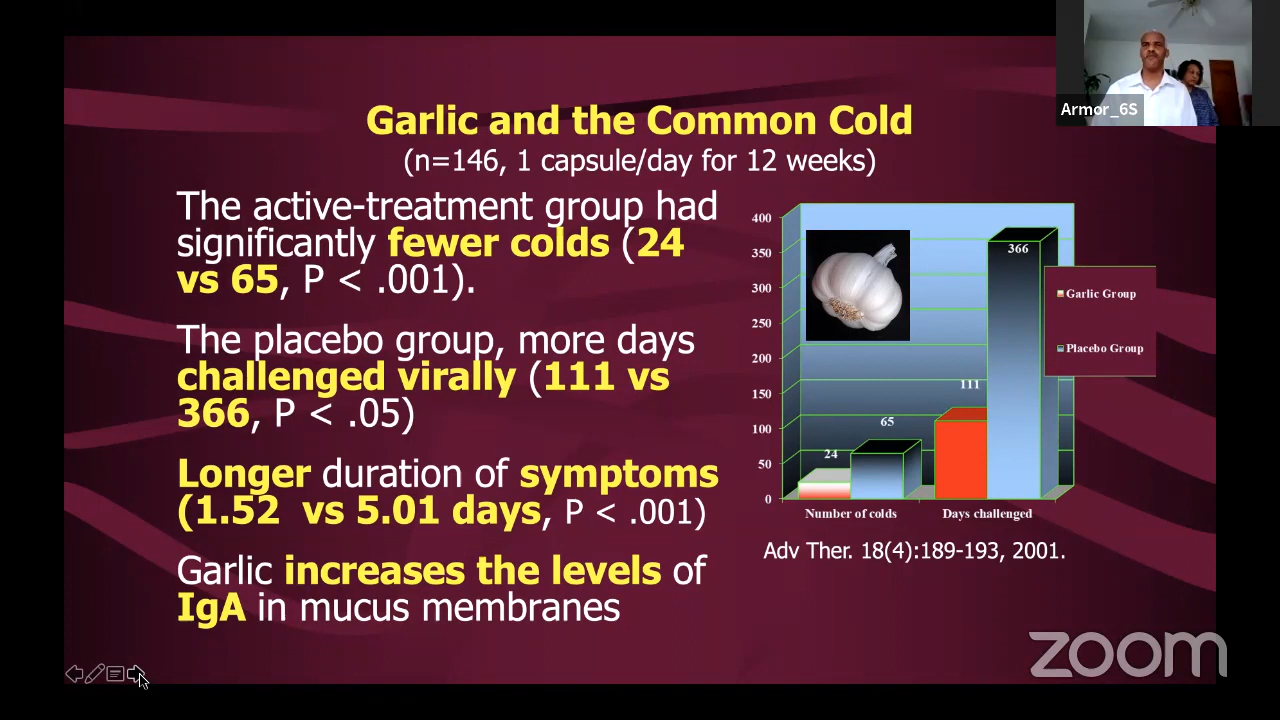 Armor_6S
Garlic and the Common Cold
(n=146, 1 capsule/day for 12 weeks)
The active-treatment group had
significantly fewer colds (24
vs 65, P < .001).
The placebo group, more days
challenged virally (111 vs
366, P < .05)
Longer duration of symptoms
(1.52 vs 5.01 days, P < .001)
Garlic increases the levels of
IgA in mucus membranes
400
350
300
250
200
150
100
50
0
24
65
111
366
Number of colds
Days challenged
Garlic Group
Placebo Group
Adv Ther. 18(4):189-193, 2001.
zoom